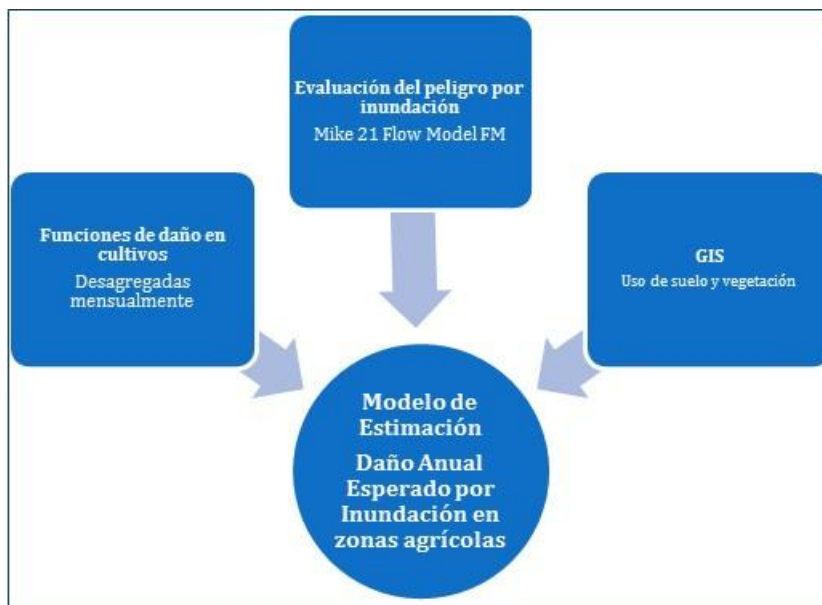 Evaluación del peligro por
inundación
Mike 21 Flow Model FM
Funciones de daño en
cultivos
Desagregadas
mensualmente
GIS
Uso de suelo y vegetación
Modelo de
Estimación
Daño Anual
Esperado por
Inundación en
zonas agrícolas